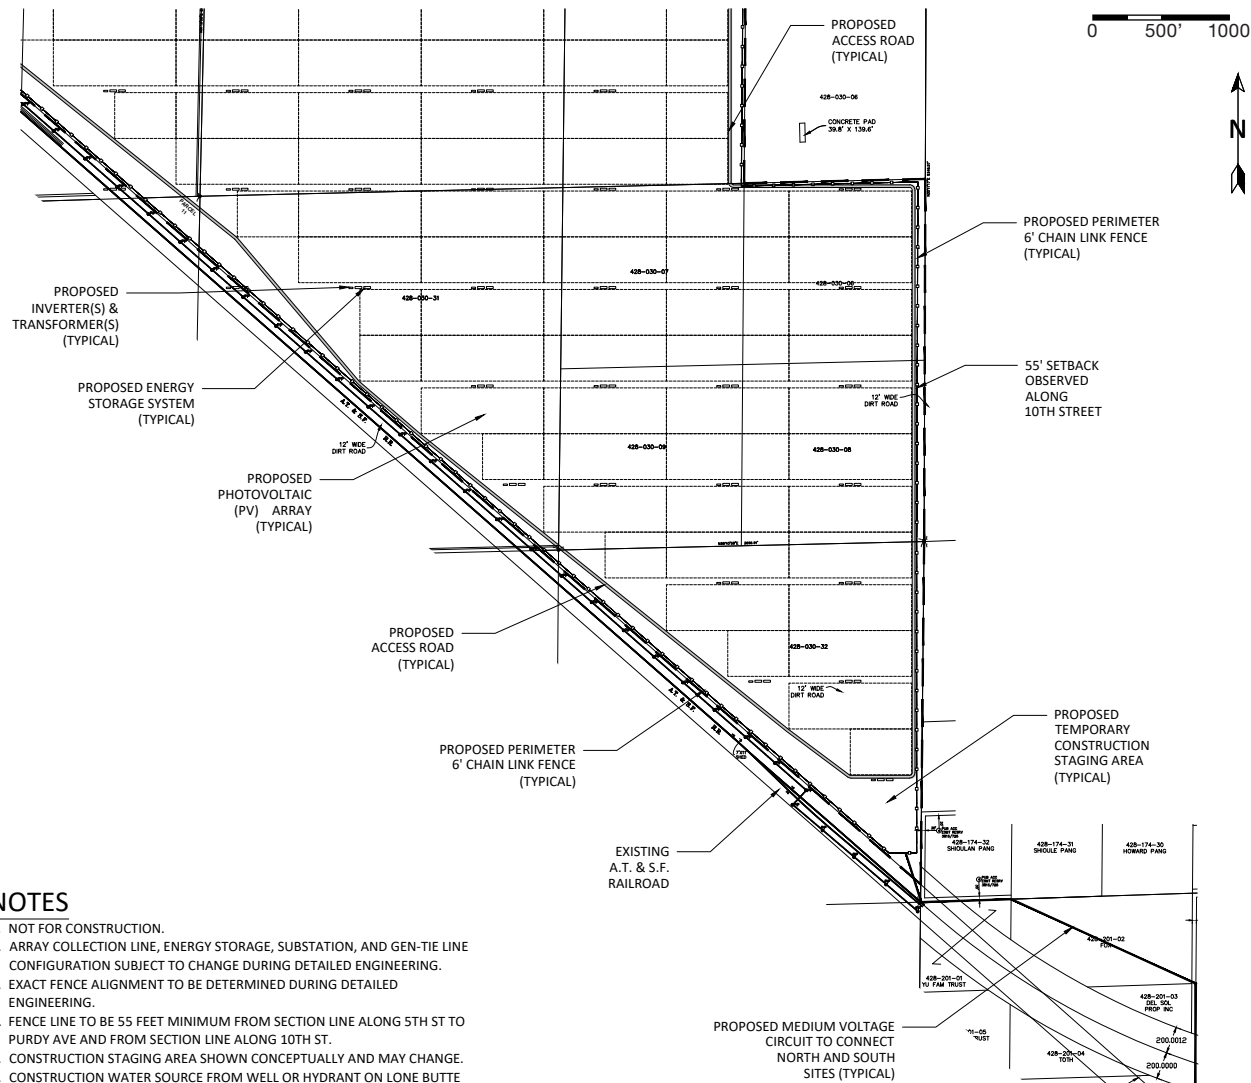 PROPOSED
ACCESS ROAD
(TYPICAL)
0 500' 1000
N
428-030-06
CONCRETE PAD
39.8' X 139.6'
PARCEL
11
PROPOSED PERIMETER
6' CHAIN LINK FENCE
(TYPICAL)
428-030-07
428-030-31
PROPOSED
INVERTER(S) &
TRANSFORMER(S)
(TYPICAL)
55' SETBACK
OBSERVED
ALONG
10TH STREET
PROPOSED ENERGY
STORAGE SYSTEM
(TYPICAL)
12' WIDE
DIRT ROAD
A.T. & S.F.
R.R.
12' WIDE
DIRT ROAD
428-030-09
428-030-08
PROPOSED
PHOTOVOLTAIC
(PV) ARRAY
(TYPICAL)
PROPOSED
ACCESS ROAD
(TYPICAL)
428-030-32
12' WIDE
DIRT ROAD
A.T. & S.F.
R.R.
PROPOSED
TEMPORARY
CONSTRUCTION
STAGING AREA
(TYPICAL)
PROPOSED PERIMETER
6' CHAIN LINK FENCE
(TYPICAL)
EXISTING
A.T. & S.F.
RAILROAD
428-174-32
SHIOULAN PANG
428-174-31
SHIOULE PANG
428-174-30
HOWARD PANG
428-201-02
FOX
428-201-01
YU FAM TRUST
428-201-03
DEL SOL
PROP INC
'01-05
'RUST
428-201-04
TOTH
200.0012
200.0000
PROPOSED MEDIUM VOLTAGE
CIRCUIT TO CONNECT
NORTH AND SOUTH
SITES (TYPICAL)
NOTES
. NOT FOR CONSTRUCTION.
. ARRAY COLLECTION LINE, ENERGY STORAGE, SUBSTATION, AND GEN-TIE LINE
CONFIGURATION SUBJECT TO CHANGE DURING DETAILED ENGINEERING.
. EXACT FENCE ALIGNMENT TO BE DETERMINED DURING DETAILED
ENGINEERING.
. FENCE LINE TO BE 55 FEET MINIMUM FROM SECTION LINE ALONG 5TH ST TO
PURDY AVE AND FROM SECTION LINE ALONG 10TH ST.
. CONSTRUCTION STAGING AREA SHOWN CONCEPTUALLY AND MAY CHANGE.
. CONSTRUCTION WATER SOURCE FROM WELL OR HYDRANT ON LONE BUTTE